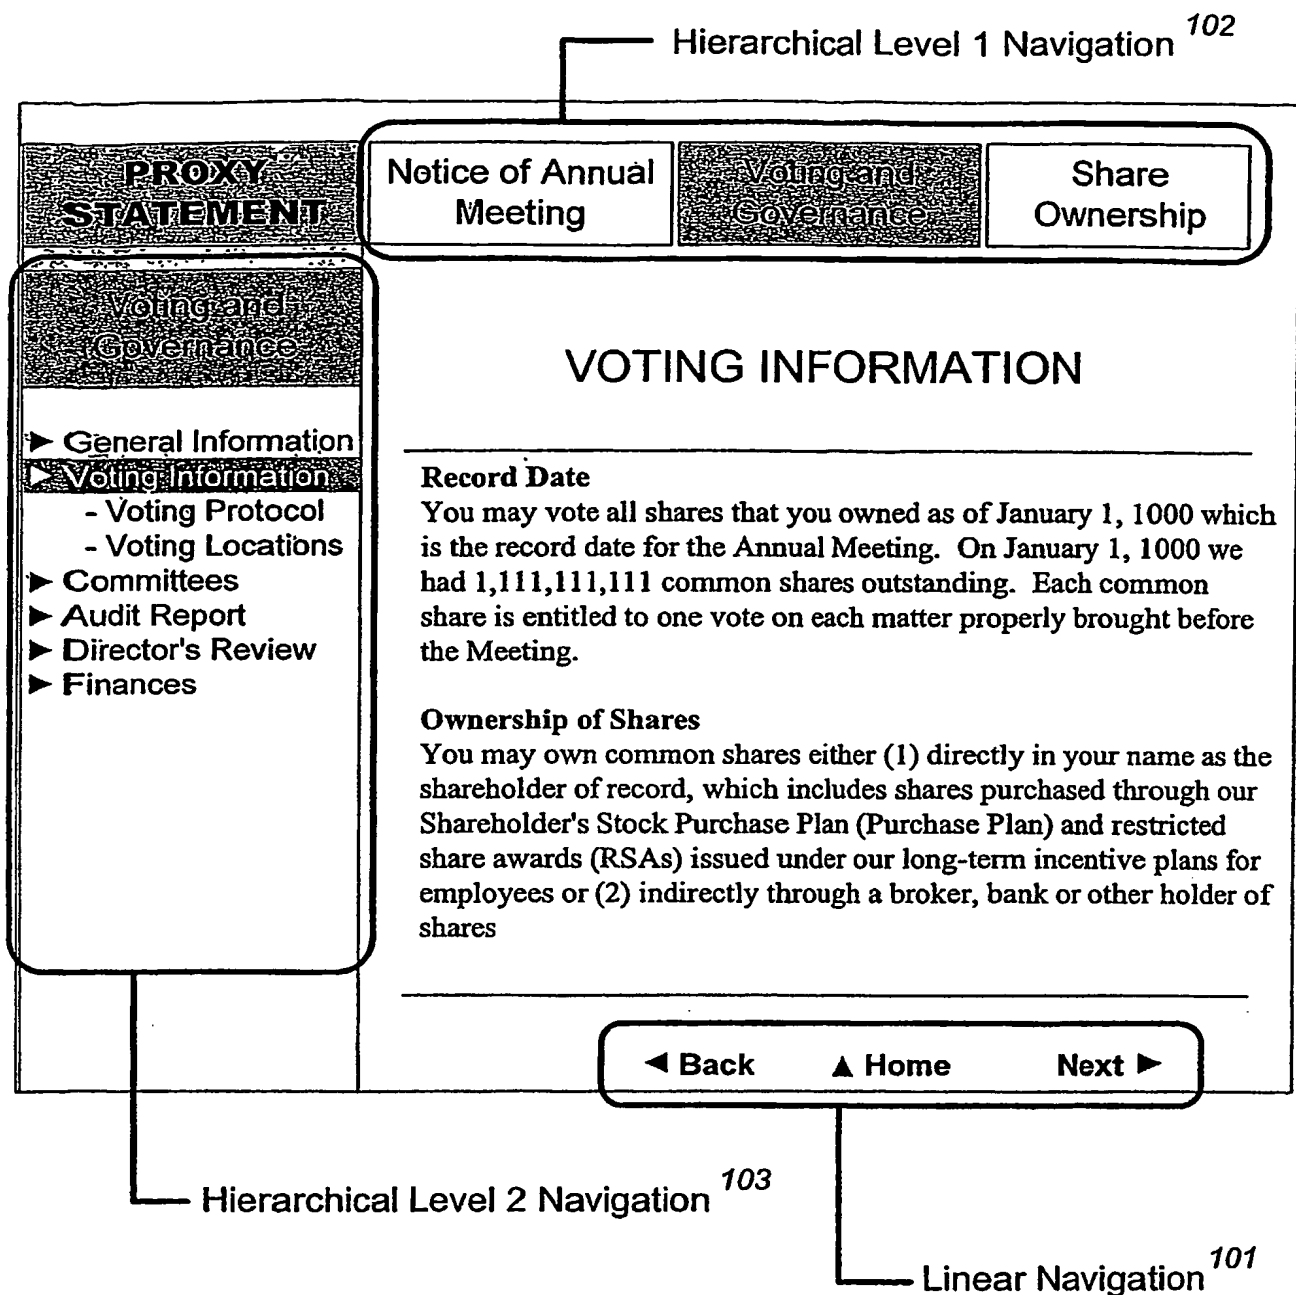 Hierarchical Level 1 Navigation 102
PROXY
STATEMENT
Notice of Annual
Meeting
Voting and
Governance
Share
Ownership
Voting and
Governance
► General Information
► Voting Information
- Voting Protocol
- Voting Locations
► Committees
► Audit Report
► Director's Review
► Finances
VOTING INFORMATION
Record Date
You may vote all shares that you owned as of January 1, 1000 which
is the record date for the Annual Meeting. On January 1, 1000 we
had 1,111,111,111 common shares outstanding. Each common
share is entitled to one vote on each matter properly brought before
the Meeting.
Ownership of Shares
You may own common shares either (1) directly in your name as the
shareholder of record, which includes shares purchased through our
Shareholder's Stock Purchase Plan (Purchase Plan) and restricted
share awards (RSAs) issued under our long-term incentive plans for
employees or (2) indirectly through a broker, bank or other holder of
shares
◄ Back ▲ Home Next ►
Hierarchical Level 2 Navigation 103
Linear Navigation 101